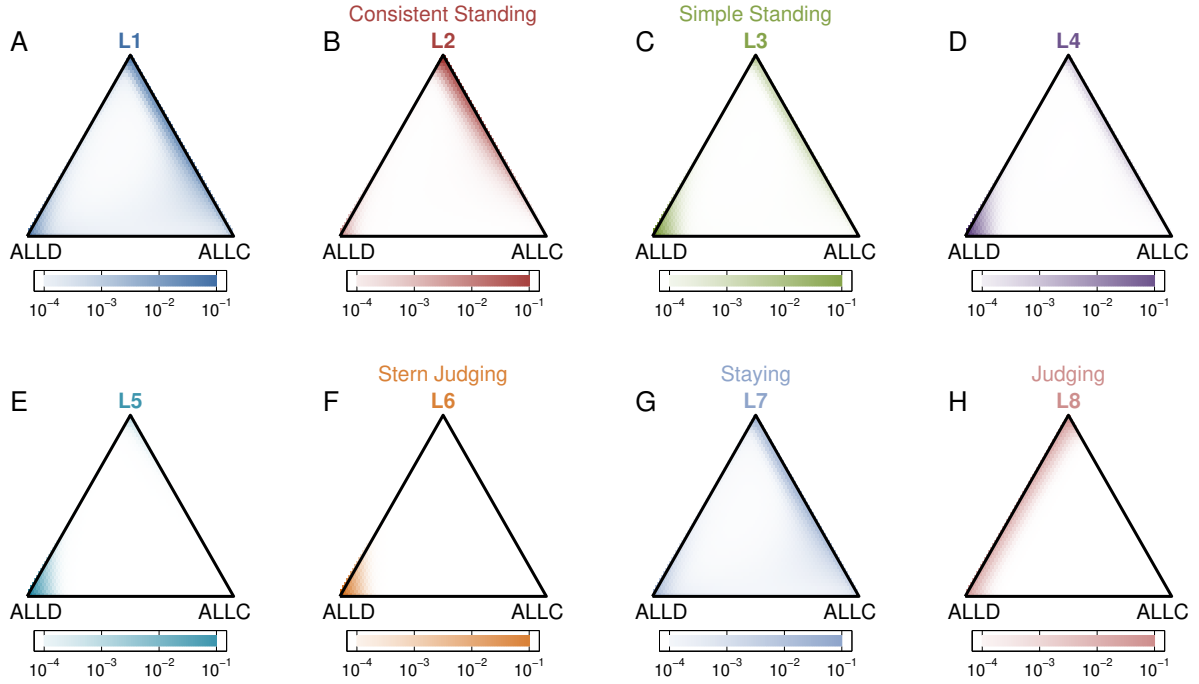 Consistent Standing Simple Standing
A L1 B L2 C L3 D L4
ALLD ALLC ALLD ALLC ALLD ALLC ALLD ALLC
10⁻⁴ 10⁻³ 10⁻² 10⁻¹ 10⁻⁴ 10⁻³ 10⁻² 10⁻¹ 10⁻⁴ 10⁻³ 10⁻² 10⁻¹ 10⁻⁴ 10⁻³ 10⁻² 10⁻¹
Stern Judging Staying Judging
E L5 F L6 G L7 H L8
ALLD ALLC ALLD ALLC ALLD ALLC ALLD ALLC
10⁻⁴ 10⁻³ 10⁻² 10⁻¹ 10⁻⁴ 10⁻³ 10⁻² 10⁻¹ 10⁻⁴ 10⁻³ 10⁻² 10⁻¹ 10⁻⁴ 10⁻³ 10⁻² 10⁻¹